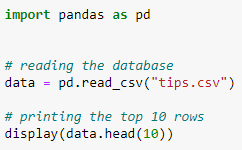 import pandas as pd
# reading the database
data = pd.read_csv("tips.csv")
# printing the top 10 rows
display(data.head(10))